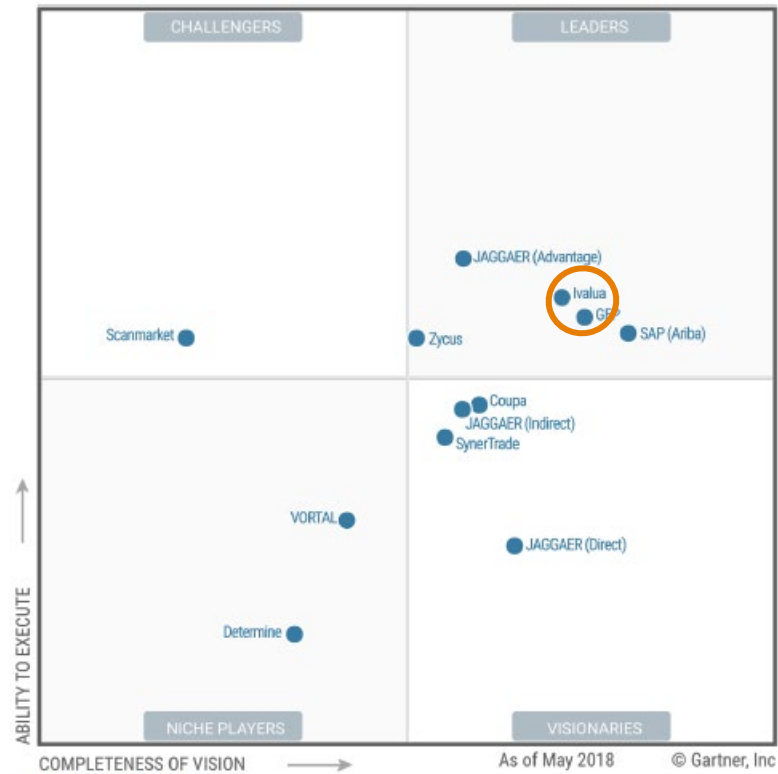 CHALLENGERS
LEADERS
JAGGAER (Advantage)
Ivalua
GEP
SAP (Ariba)
Scanmarket
Zycus
Coupa
JAGGAER (Indirect)
SynerTrade
VORTAL
JAGGAER (Direct)
Determine
NICHE PLAYERS
VISIONARIES
ABILITY TO EXECUTE
COMPLETENESS OF VISION
As of May 2018
© Gartner, Inc